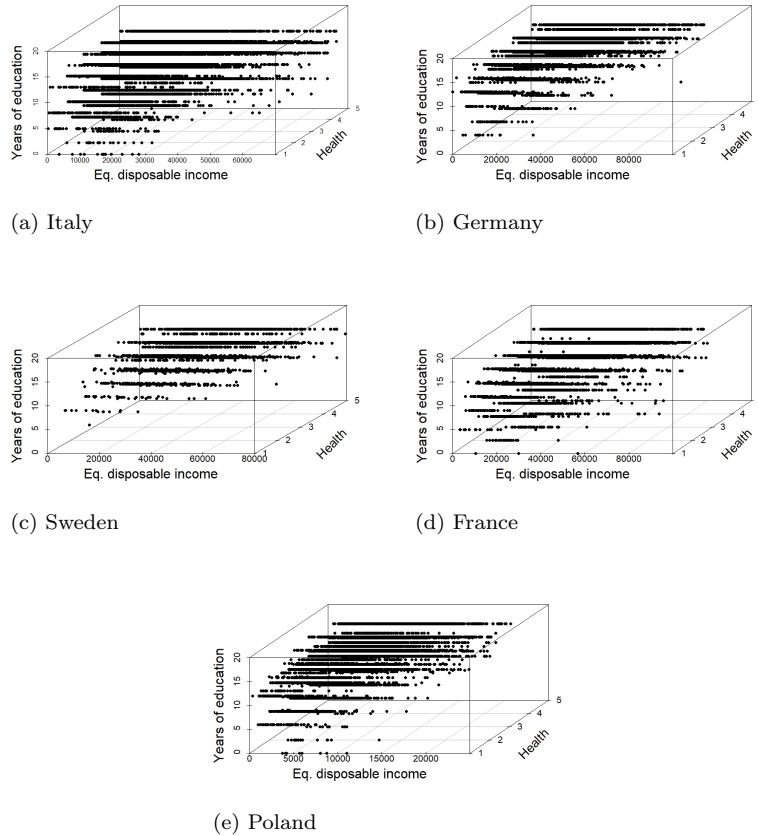 20
15
10
5
0
Years of education
0 10000 20000 30000 40000 50000 60000
Eq. disposable income
1 2 3 4 5
Health
(a) Italy
20
15
10
5
0
Years of education
0 20000 40000 60000 80000
Eq. disposable income
1 2 3 4
Health
(b) Germany
20
15
10
5
0
Years of education
0 20000 40000 60000 80000
Eq. disposable income
1 2 3 4 5
Health
(c) Sweden
20
15
10
5
0
Years of education
0 20000 40000 60000 80000
Eq. disposable income
1 2 3 4
Health
(d) France
20
15
10
5
0
Years of education
0 5000 10000 20000
Eq. disposable income
1 2 3 4 5
Health
(e) Poland